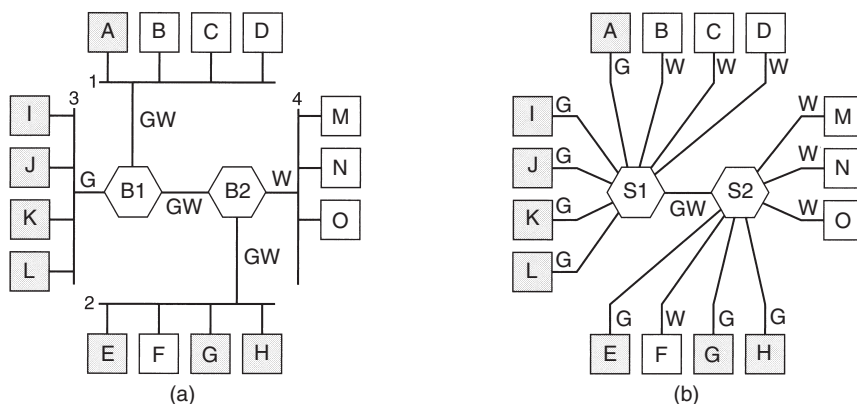 A B C D
1
GW
3
I
J
K
L
G
B1
GW
B2
W
4
M
N
O
GW
2
E F G H
(a)
A B C D
G W W W
I G
J G
K G
L G
S1
GW
S2
W M
W N
W O
G W G G
E F G H
(b)